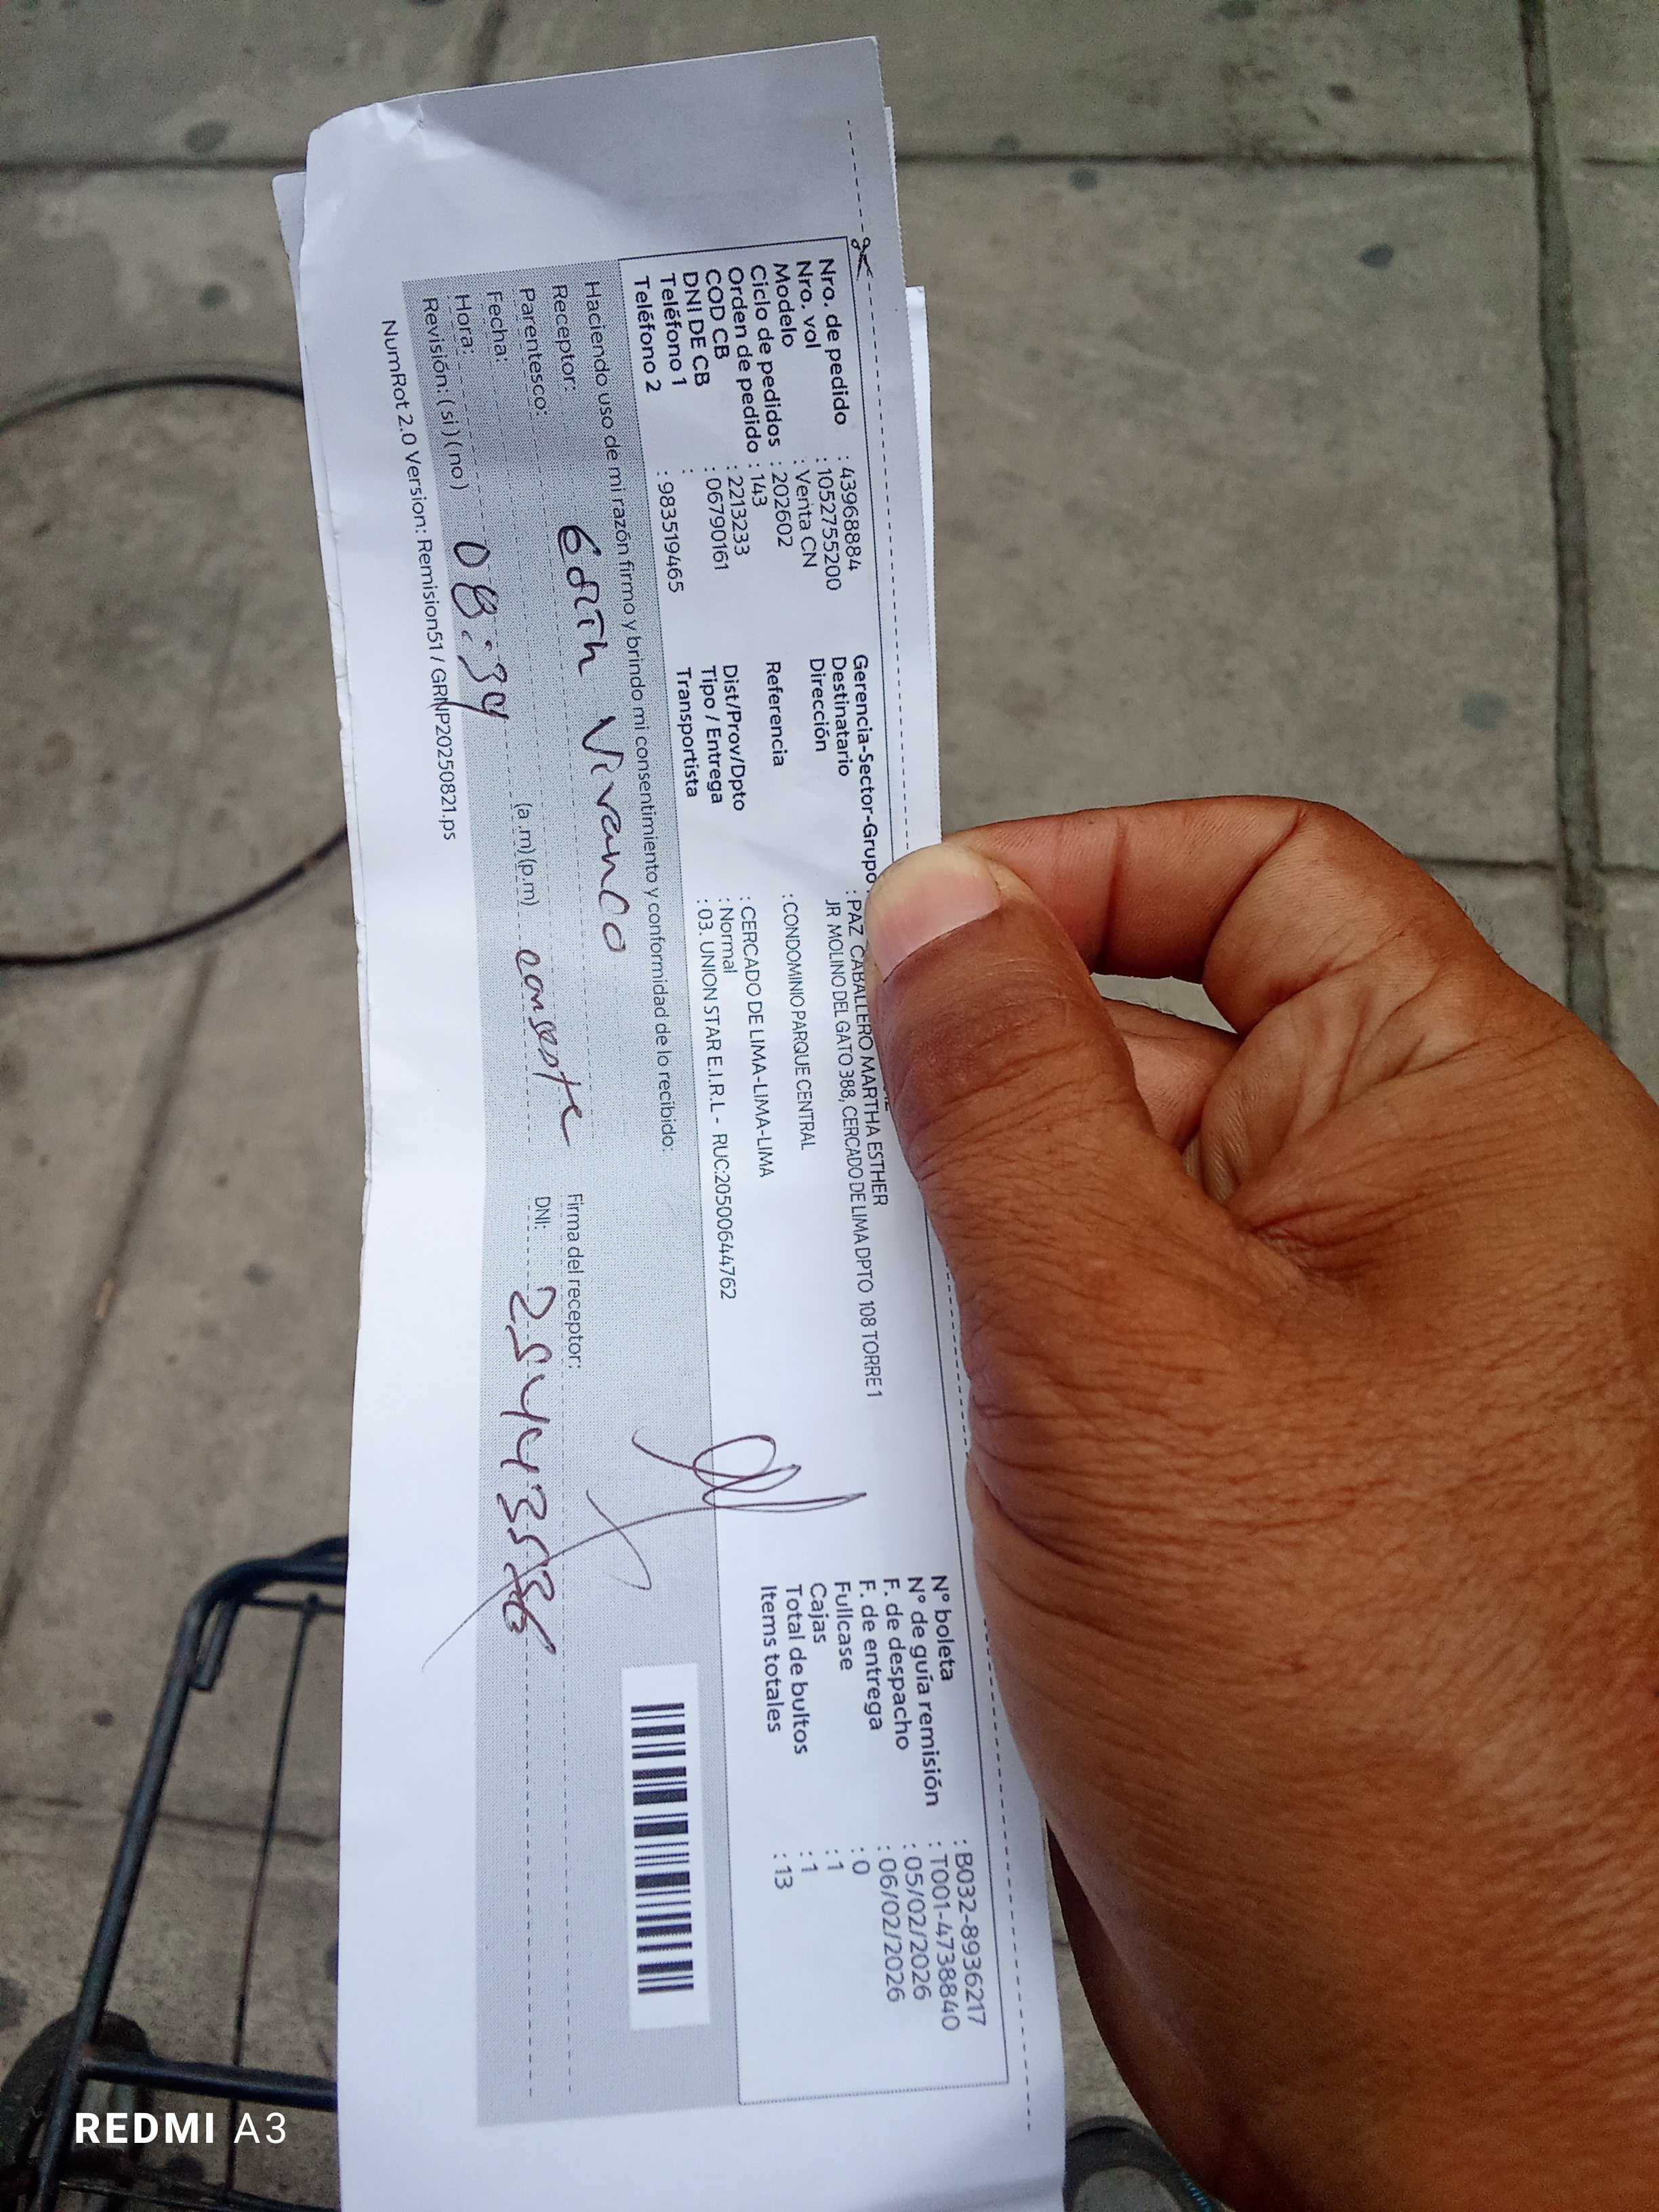 Nro. de pedido : 439688884
Nro. vol : 1052755200
Modelo : Venta CN
Ciclo de pedidos : 202602
Orden de pedido : 143
COD CB : 2213233
DNI DE CB : 06790161
Teléfono 1 :
Teléfono 2 : 983519465
Gerencia-Sector-Grupo
Destinatario : PAZ CABALLERO MARTHA ESTHER
Dirección JR MOLINO DEL GATO 388, CERCADO DE LIMA DPTO 108 TORRE 1
Referencia : CONDOMINIO PARQUE CENTRAL
Dist/Prov/Dpto : CERCADO DE LIMA-LIMA-LIMA
Tipo / Entrega : Normal
Transportista : 03. UNION STAR E.I.R.L - RUC:20500644762
N° boleta : B032-8936217
N° de guía remisión : T001-47388840
F. de despacho : 05/02/2026
F. de entrega : 06/02/2026
Fullcase : 0
Cajas : 1
Total de bultos : 1
Items totales : 13
Haciendo uso de mi razón firmo y brindo mi consentimiento y conformidad de lo recibido:
Receptor: Edith Vivanco
Firma del receptor:
Parentesco:
DNI: 25443536
Fecha:
(a.m) (p.m)
Hora: 08:34
Revisión: ( si ) ( no )
NumRot 2.0 Version: Remision51 / GRNP20250821.ps
REDMI A3